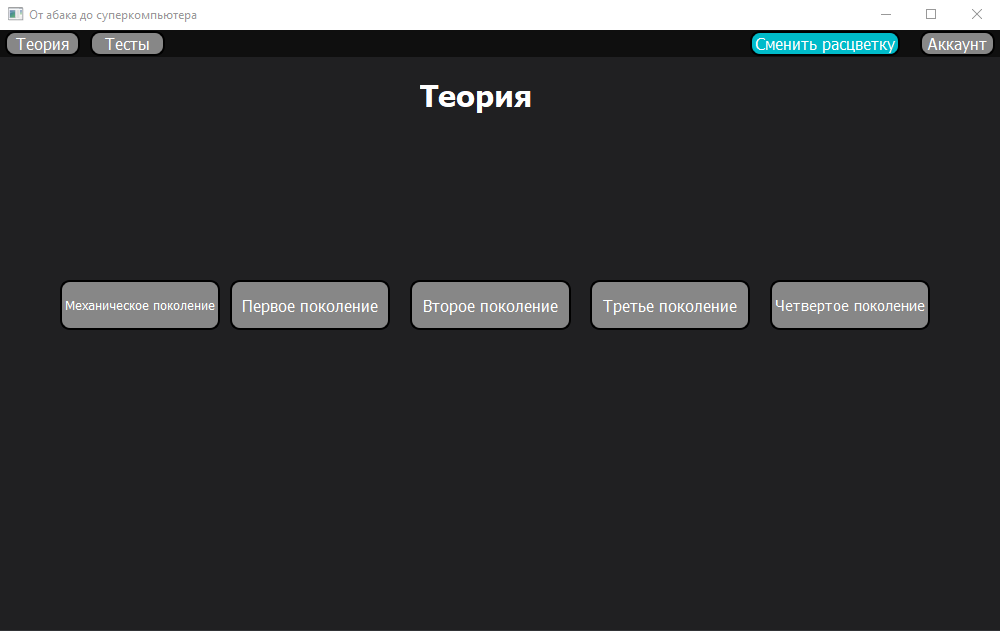 От абака до суперкомпьютера
Теория Тесты Сменить расцветку Аккаунт
Теория
Механическое поколение Первое поколение Второе поколение Третье поколение Четвертое поколение